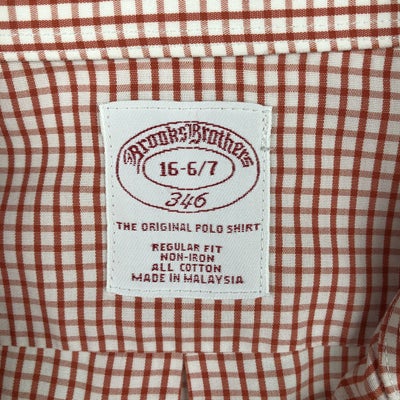 Brooks Brothers
16-6/7
346
THE ORIGINAL POLO SHIRT
REGULAR FIT
NON-IRON
ALL COTTON
MADE IN MALAYSIA